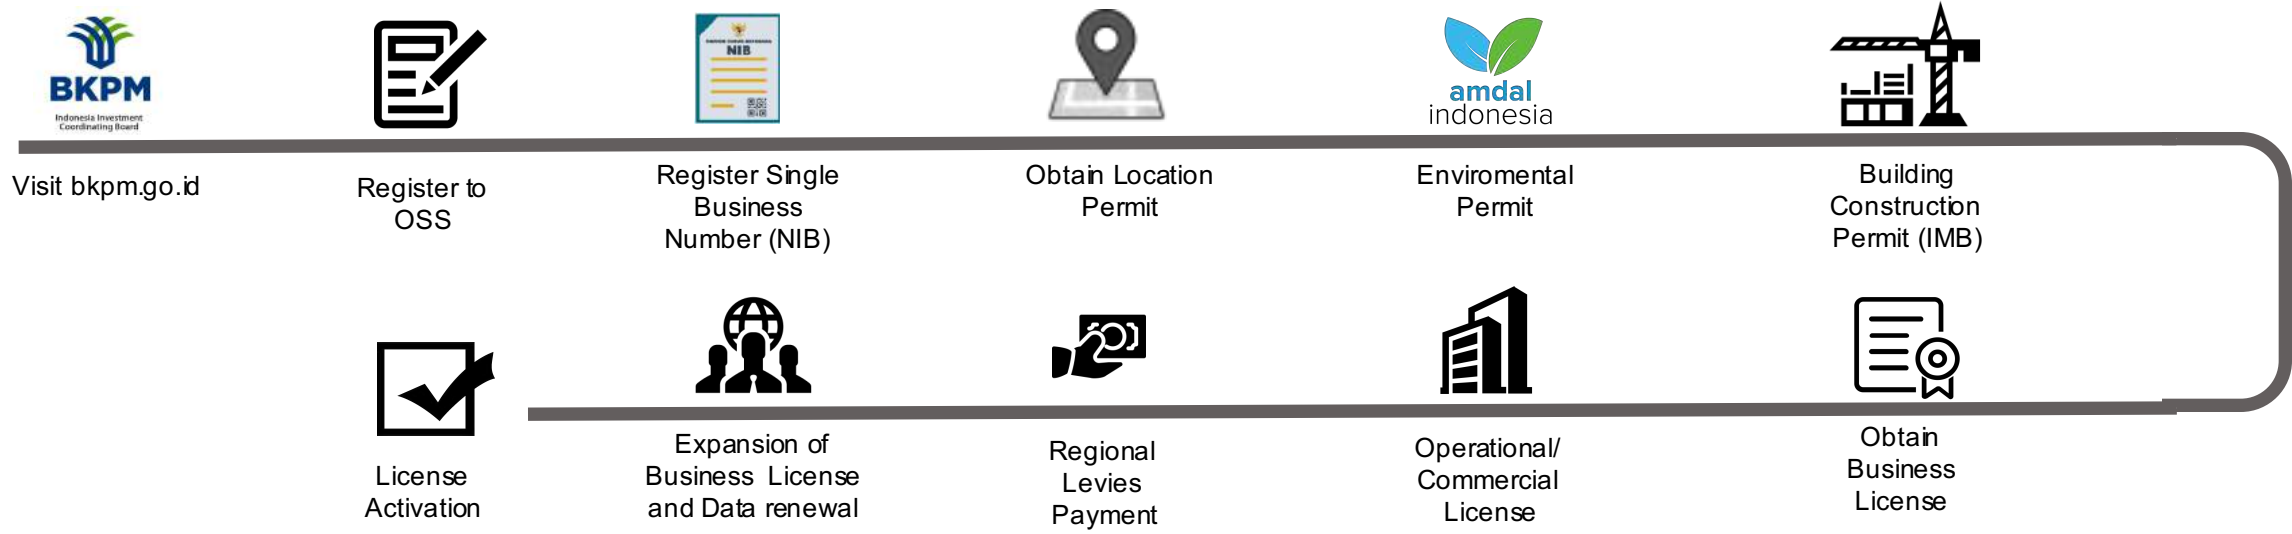 BKPM
Indonesia Investment
Coordinating Board
NIB
amdal
indonesia
Visit bkpm.go.id
Register to
OSS
Register Single
Business
Number (NIB)
Obtain Location
Permit
Enviromental
Permit
Building
Construction
Permit (IMB)
Obtain
Business
License
Operational/
Commercial
License
Regional
Levies
Payment
Expansion of
Business License
and Data renewal
License
Activation